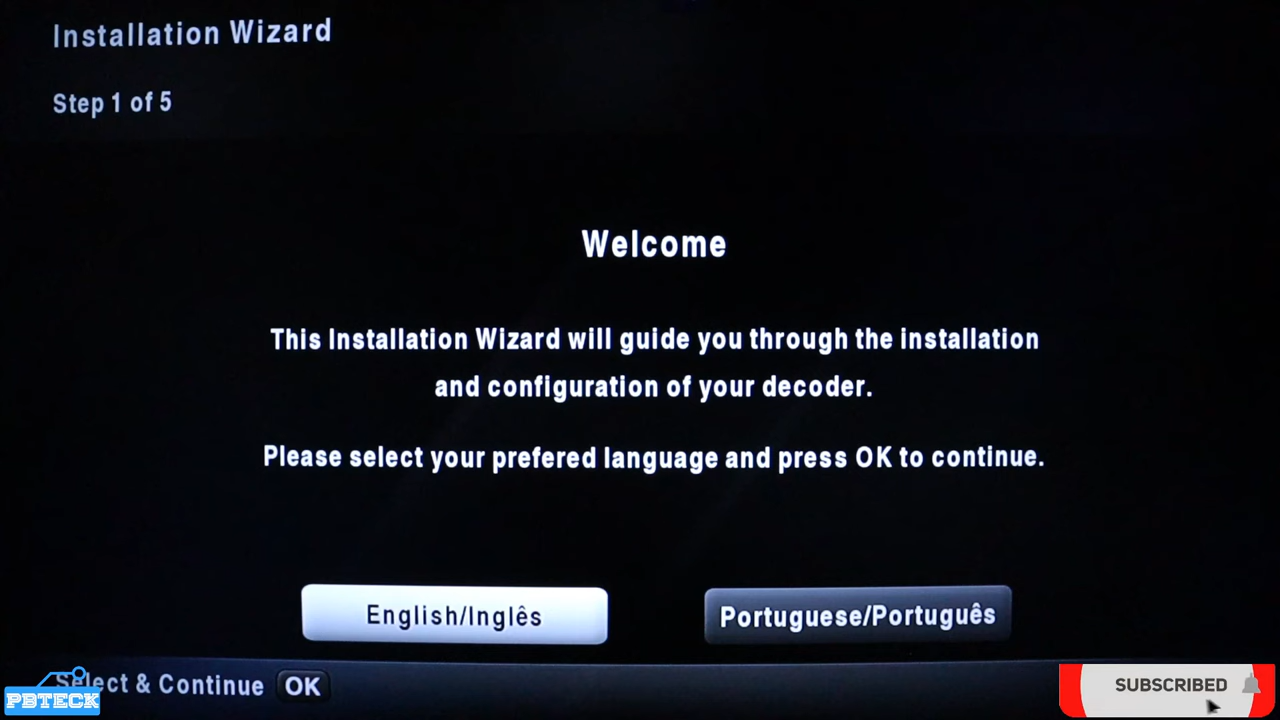 Installation Wizard
Step 1 of 5
Welcome
This Installation Wizard will guide you through the installation
and configuration of your decoder.
Please select your prefered language and press OK to continue.
English/Inglês
Portuguese/Português
Select & Continue OK
PBTECK
SUBSCRIBED